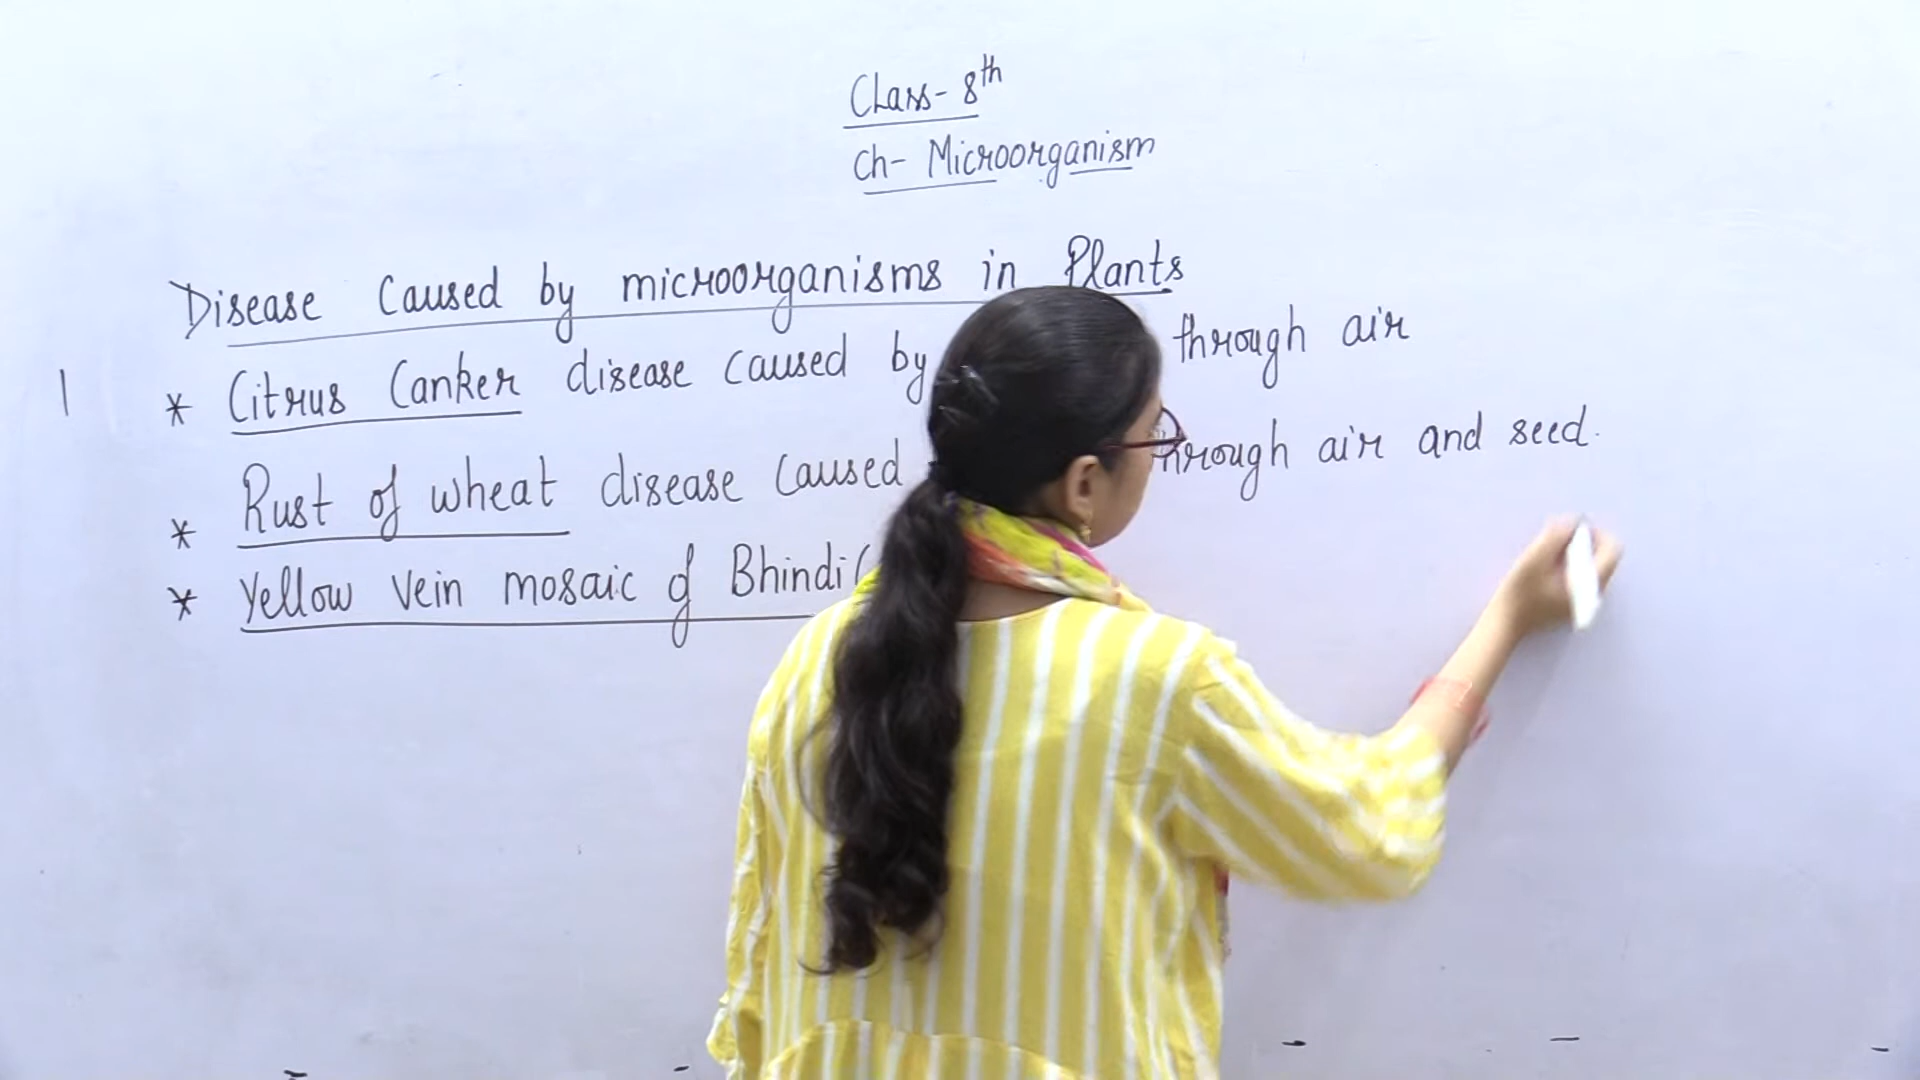 Class- 8th
Ch- Microorganism
Disease Caused by microorganisms in Plants
* Citrus Canker disease caused by through air
* Rust of wheat disease caused through air and seed.
* Yellow Vein mosaic of Bhindi (